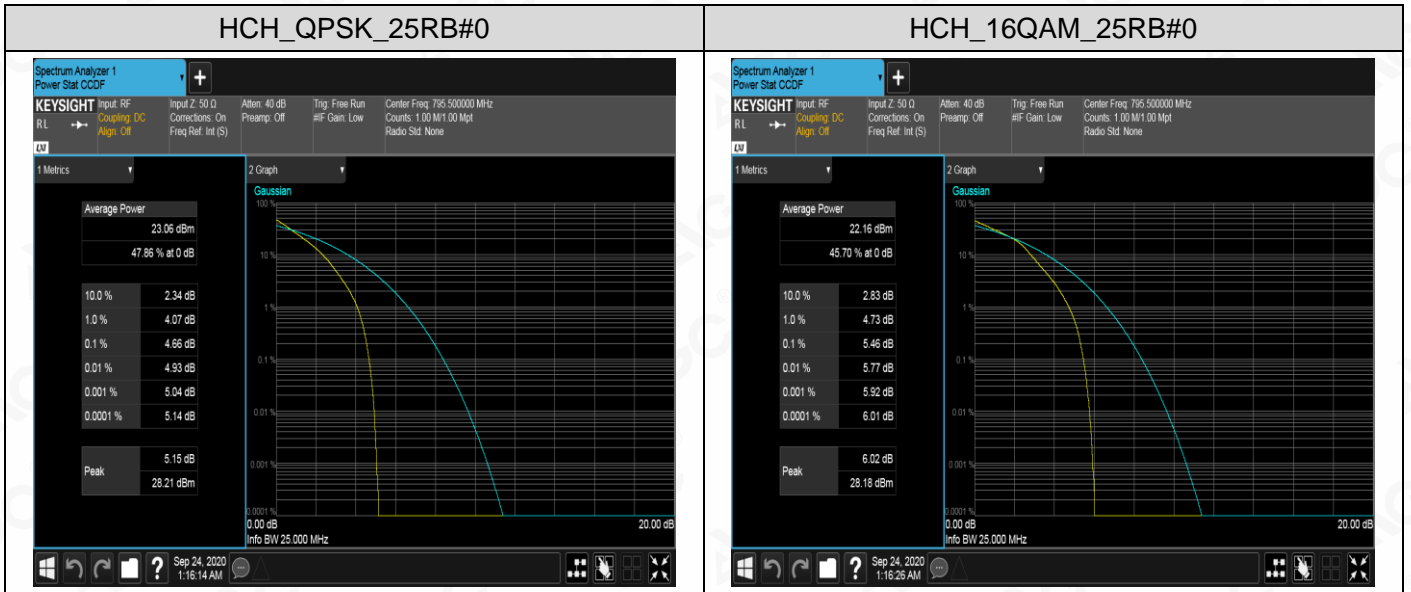 HCH_QPSK_25RB#0
Spectrum Analyzer 1
Power Stat CCDF
KEYSIGHT Input: RF Input Z: 50 Ω Atten: 40 dB Trig: Free Run Center Freq: 795.500000 MHz
RL Coupling: DC Corrections: On Preamp: Off #IF Gain: Low Counts: 1.00 M/1.00 Mpt
Align: Off Freq Ref: Int (S) Radio Std: None
LXI
1 Metrics
2 Graph
Average Power
23.06 dBm
47.86 % at 0 dB
10.0 % 2.34 dB
1.0 % 4.07 dB
0.1 % 4.66 dB
0.01 % 4.93 dB
0.001 % 5.04 dB
0.0001 % 5.14 dB
Peak
5.15 dB
28.21 dBm
Gaussian
100 %
10 %
1 %
0.1 %
0.01 %
0.001 %
0.0001 %
0.00 dB 20.00 dB
Info BW 25.000 MHz
Sep 24, 2020
1:16:14 AM
HCH_16QAM_25RB#0
Spectrum Analyzer 1
Power Stat CCDF
KEYSIGHT Input: RF Input Z: 50 Ω Atten: 40 dB Trig: Free Run Center Freq: 795.500000 MHz
RL Coupling: DC Corrections: On Preamp: Off #IF Gain: Low Counts: 1.00 M/1.00 Mpt
Align: Off Freq Ref: Int (S) Radio Std: None
LXI
1 Metrics
2 Graph
Average Power
22.16 dBm
45.70 % at 0 dB
10.0 % 2.83 dB
1.0 % 4.73 dB
0.1 % 5.46 dB
0.01 % 5.77 dB
0.001 % 5.92 dB
0.0001 % 6.01 dB
Peak
6.02 dB
28.18 dBm
Gaussian
100 %
10 %
1 %
0.1 %
0.01 %
0.001 %
0.0001 %
0.00 dB 20.00 dB
Info BW 25.000 MHz
Sep 24, 2020
1:16:26 AM